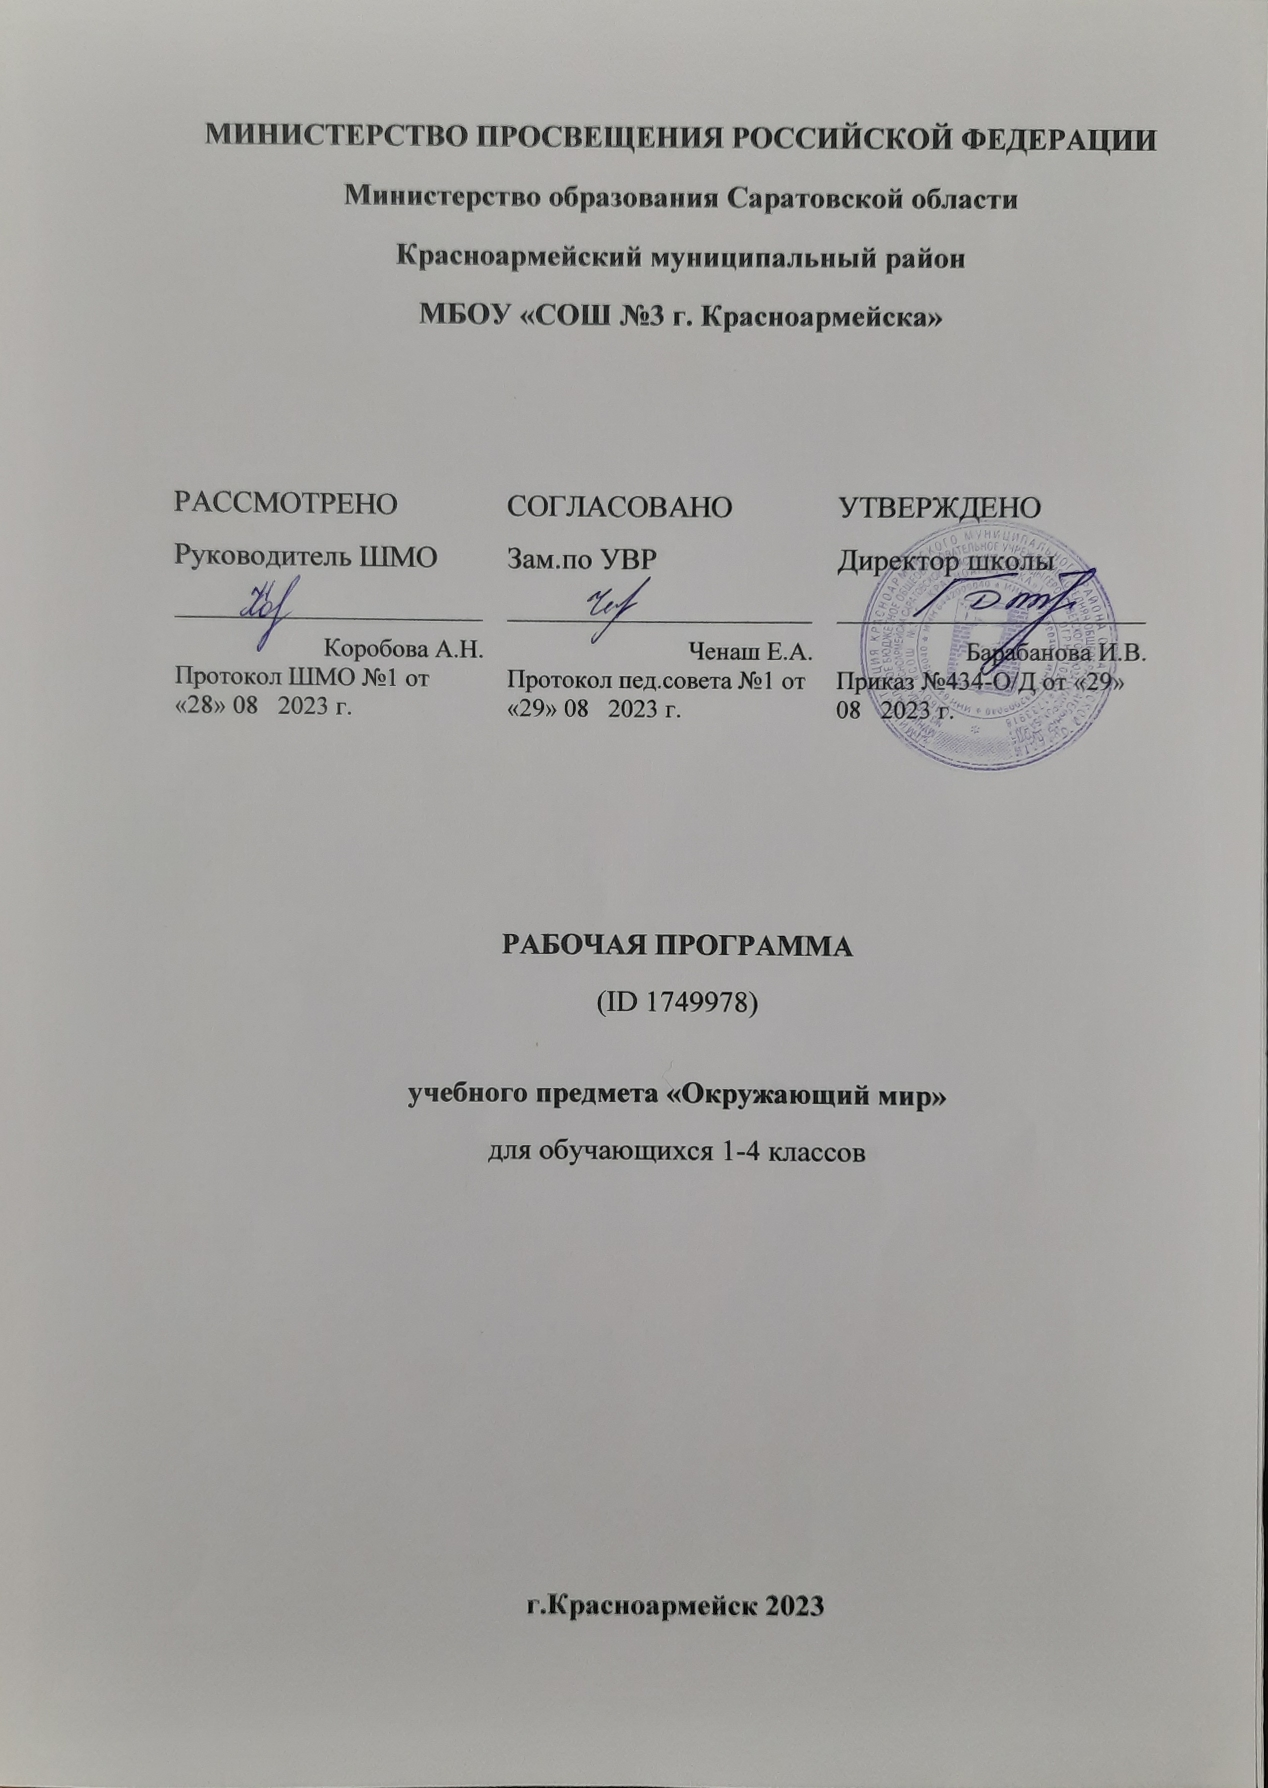 МИНИСТЕРСТВО ПРОСВЕЩЕНИЯ РОССИЙСКОЙ ФЕДЕРАЦИИ
Министерство образования Саратовской области
Красноармейский муниципальный район
МБОУ «СОШ №3 г. Красноармейска»
РАССМОТРЕНО
Руководитель ШМО
Коробова А.Н.
Протокол ШМО №1 от
«28» 08 2023 г.
СОГЛАСОВАНО
Зам.по УВР
Ченаш Е.А.
Протокол пед.совета №1 от
«29» 08 2023 г.
УТВЕРЖДЕНО
Директор школы
Барабанова И.В.
Приказ №434-О/Д от «29»
08 2023 г.
РАБОЧАЯ ПРОГРАММА
(ID 1749978)
учебного предмета «Окружающий мир»
для обучающихся 1-4 классов
г.Красноармейск 2023